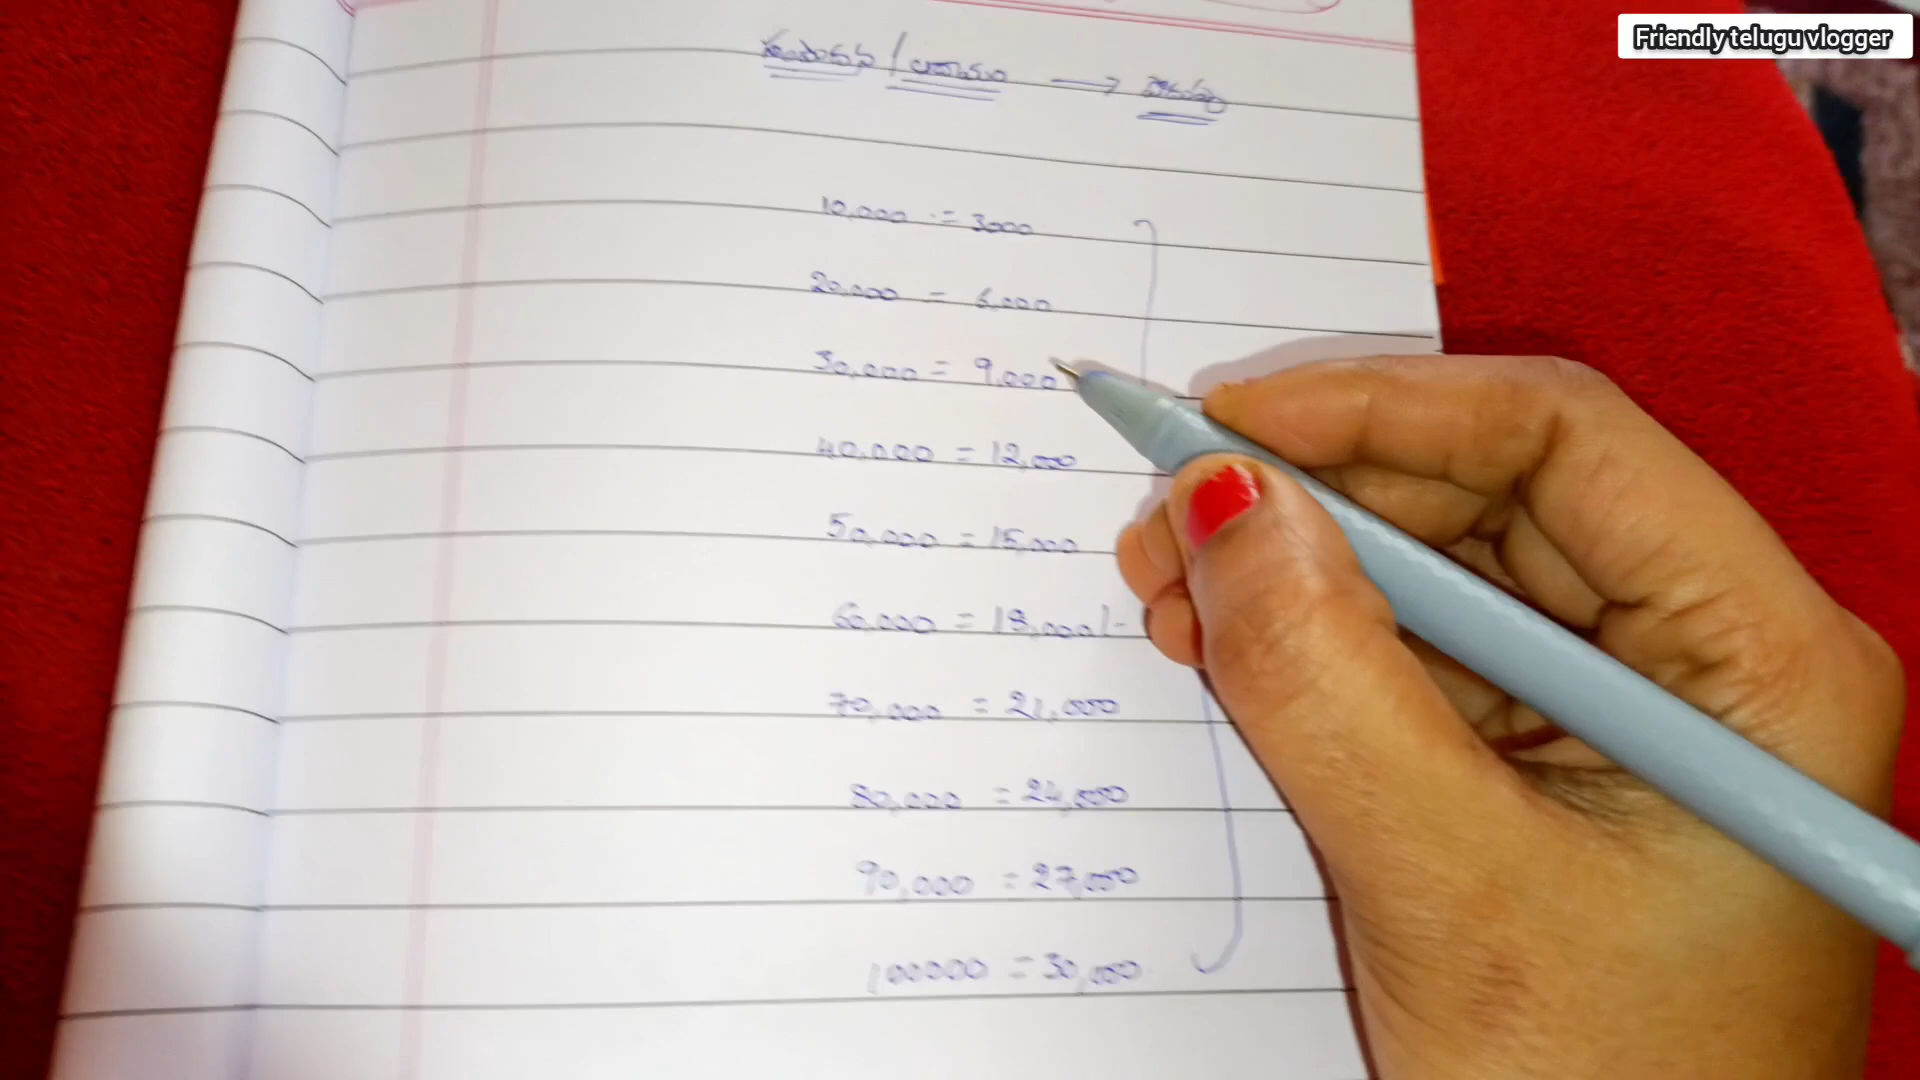 Friendly telugu vlogger
సంపాదన / ఆదాయం → పొదుపు
10,000 = 3000
20,000 = 6,000
30,000 = 9,000
40,000 = 12,000
50,000 = 15,000
60,000 = 18,000/-
70,000 = 21,000
80,000 = 24,000
90,000 = 27,000
100000 = 30,000